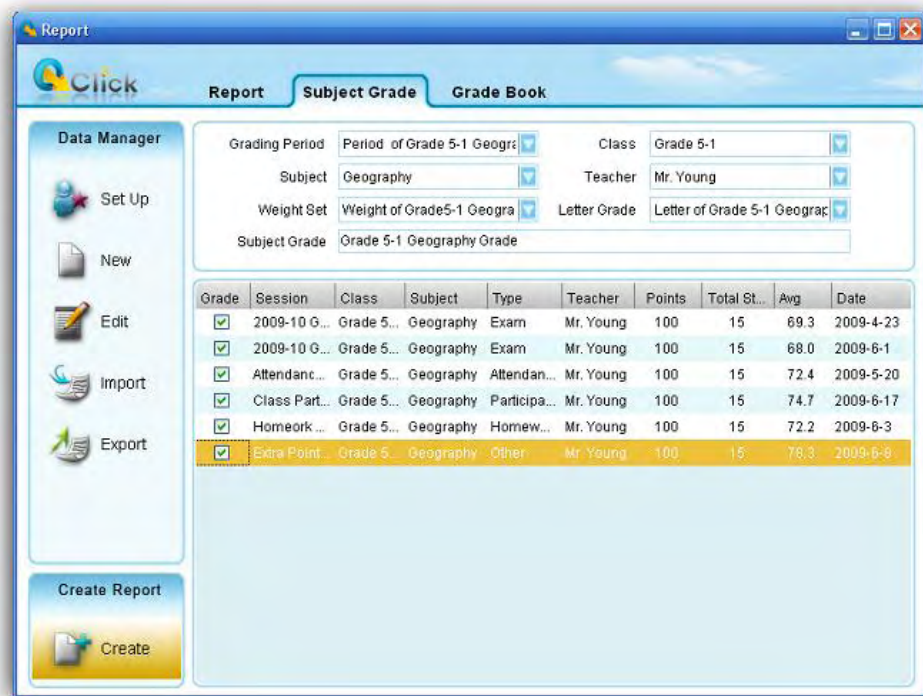 Report
Click
Report Subject Grade Grade Book
Data Manager
Set Up
New
Edit
Import
Export
Create Report
Create
Grading Period Period of Grade 5-1 Geogra Class Grade 5-1
Subject Geography Teacher Mr. Young
Weight Set Weight of Grade5-1 Geogra Letter Grade Letter of Grade 5-1 Geograp
Subject Grade Grade 5-1 Geography Grade
Grade Session Class Subject Type Teacher Points Total St... Avg Date
2009-10 G... Grade 5... Geography Exam Mr. Young 100 15 69.3 2009-4-23
2009-10 G... Grade 5... Geography Exam Mr. Young 100 15 68.0 2009-6-1
Attendanc... Grade 5... Geography Attendan... Mr. Young 100 15 72.4 2009-5-20
Class Part... Grade 5... Geography Participa... Mr. Young 100 15 74.7 2009-6-17
Homeork ... Grade 5... Geography Homew... Mr. Young 100 15 72.2 2009-6-3
Extra Point... Grade 5... Geography Other Mr. Young 100 15 78.3 2009-6-8